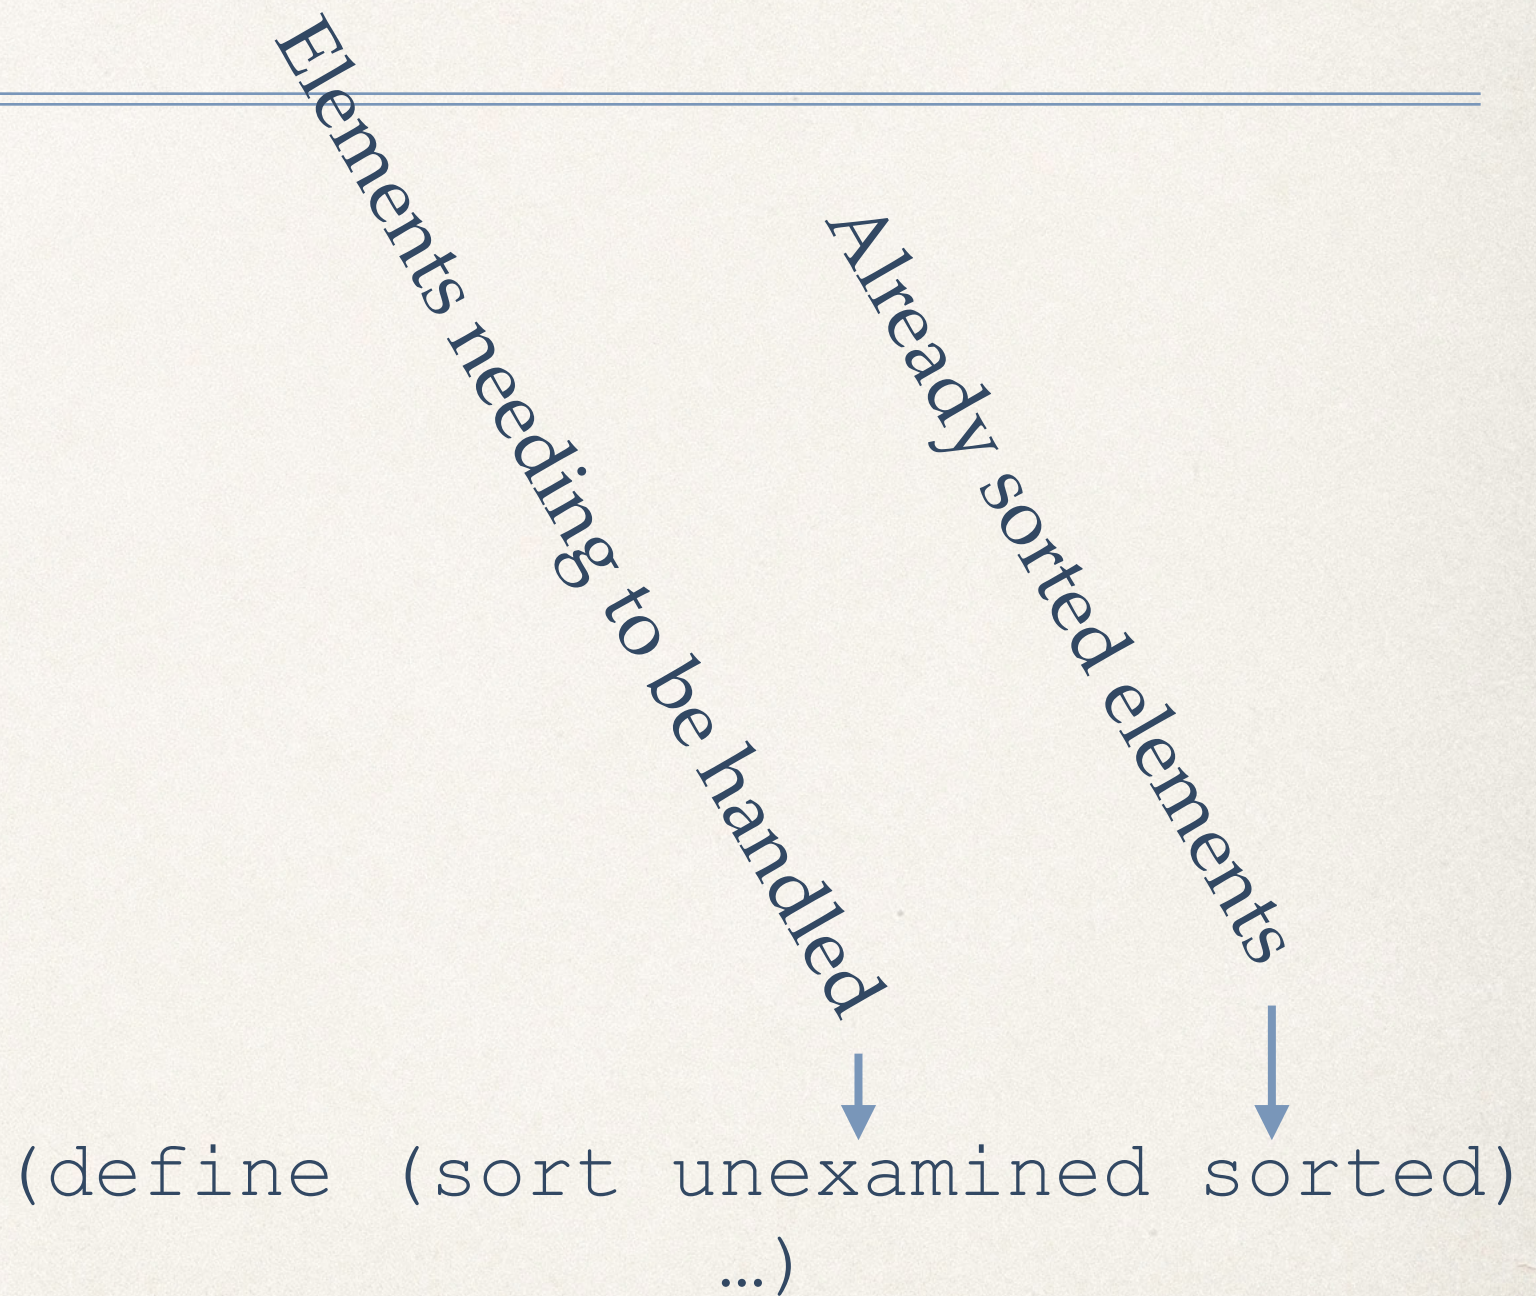 Elements needing to be handled
Already sorted elements
(define (sort unexamined sorted)
…)